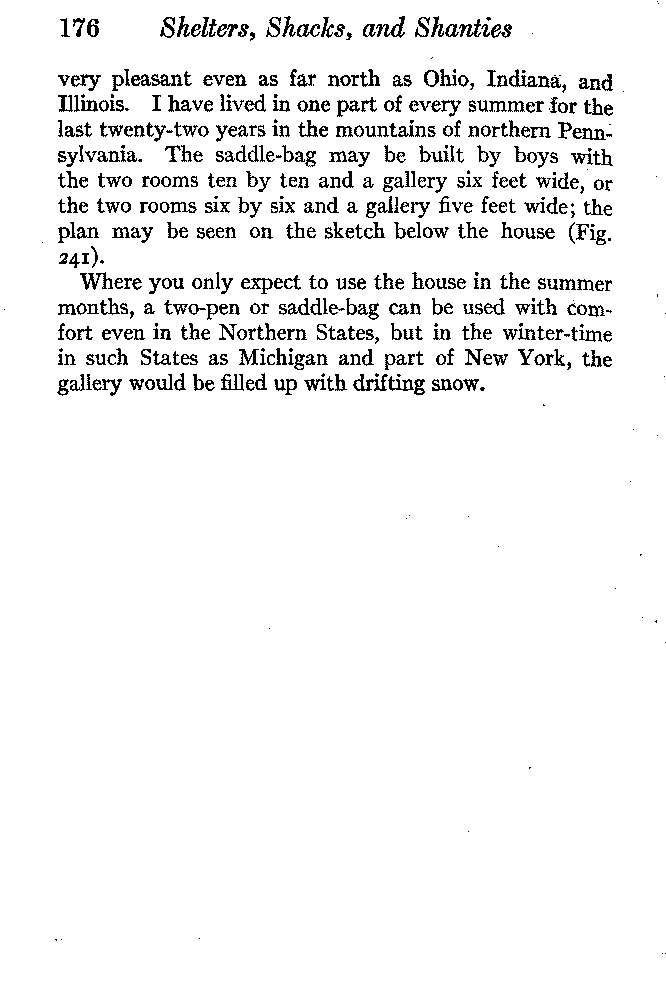 176 Shelters, Shacks, and Shanties
very pleasant even as far north as Ohio, Indiana, and
Illinois. I have lived in one part of every summer for the
last twenty-two years in the mountains of northern Penn-
sylvania. The saddle-bag may be built by boys with
the two rooms ten by ten and a gallery six feet wide, or
the two rooms six by six and a gallery five feet wide; the
plan may be seen on the sketch below the house (Fig.
241).
Where you only expect to use the house in the summer
months, a two-pen or saddle-bag can be used with com-
fort even in the Northern States, but in the winter-time
in such States as Michigan and part of New York, the
gallery would be filled up with drifting snow.